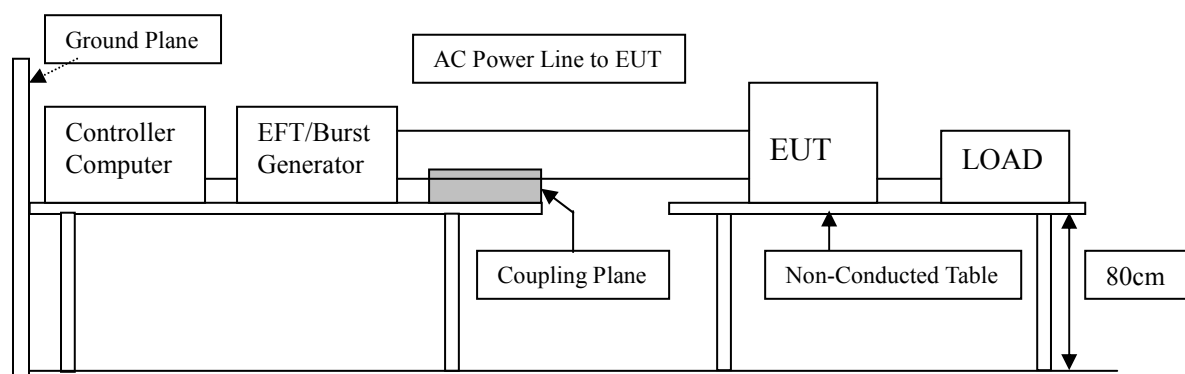 Ground Plane
AC Power Line to EUT
Controller
Computer
EFT/Burst
Generator
EUT
LOAD
Coupling Plane
Non-Conducted Table
80cm